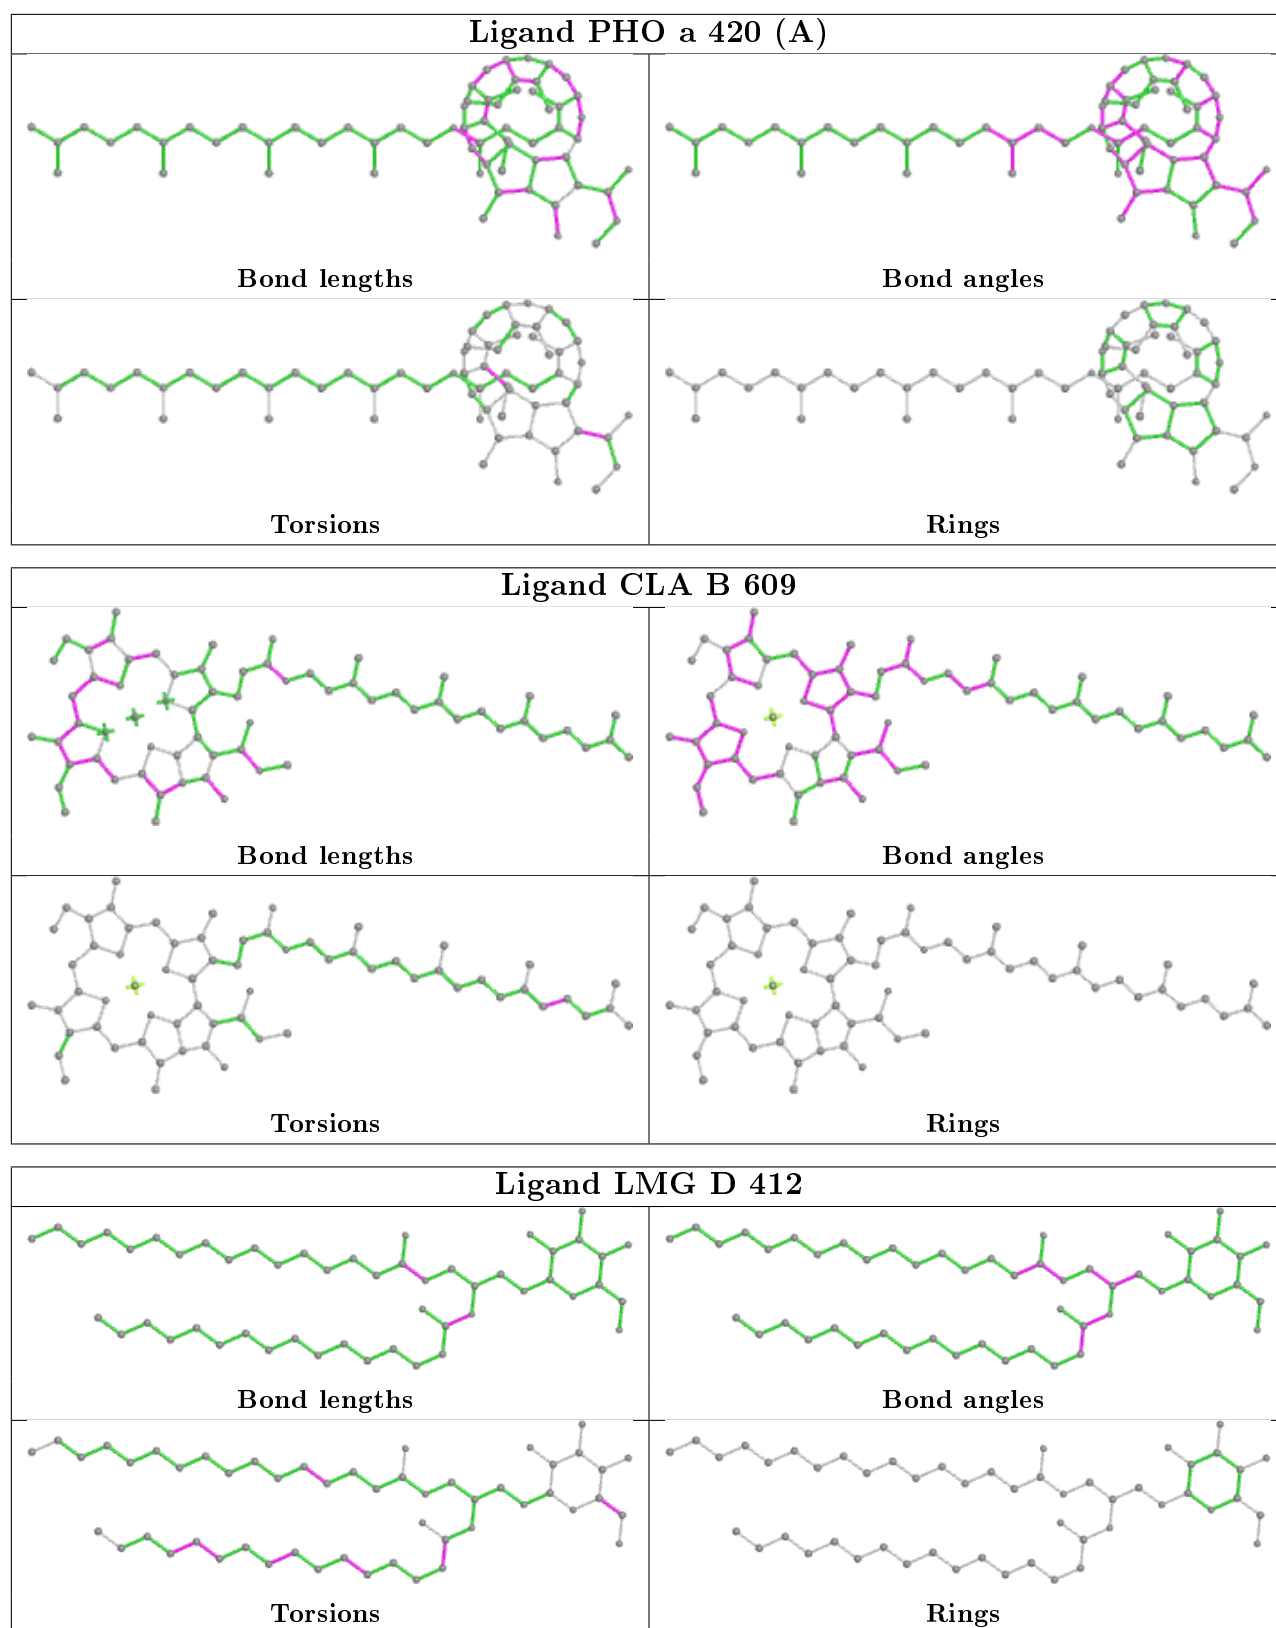 Ligand PHO a 420 (A)
Bond lengths
Bond angles
Torsions
Rings
Ligand CLA B 609
Bond lengths
Bond angles
Torsions
Rings
Ligand LMG D 412
Bond lengths
Bond angles
Torsions
Rings